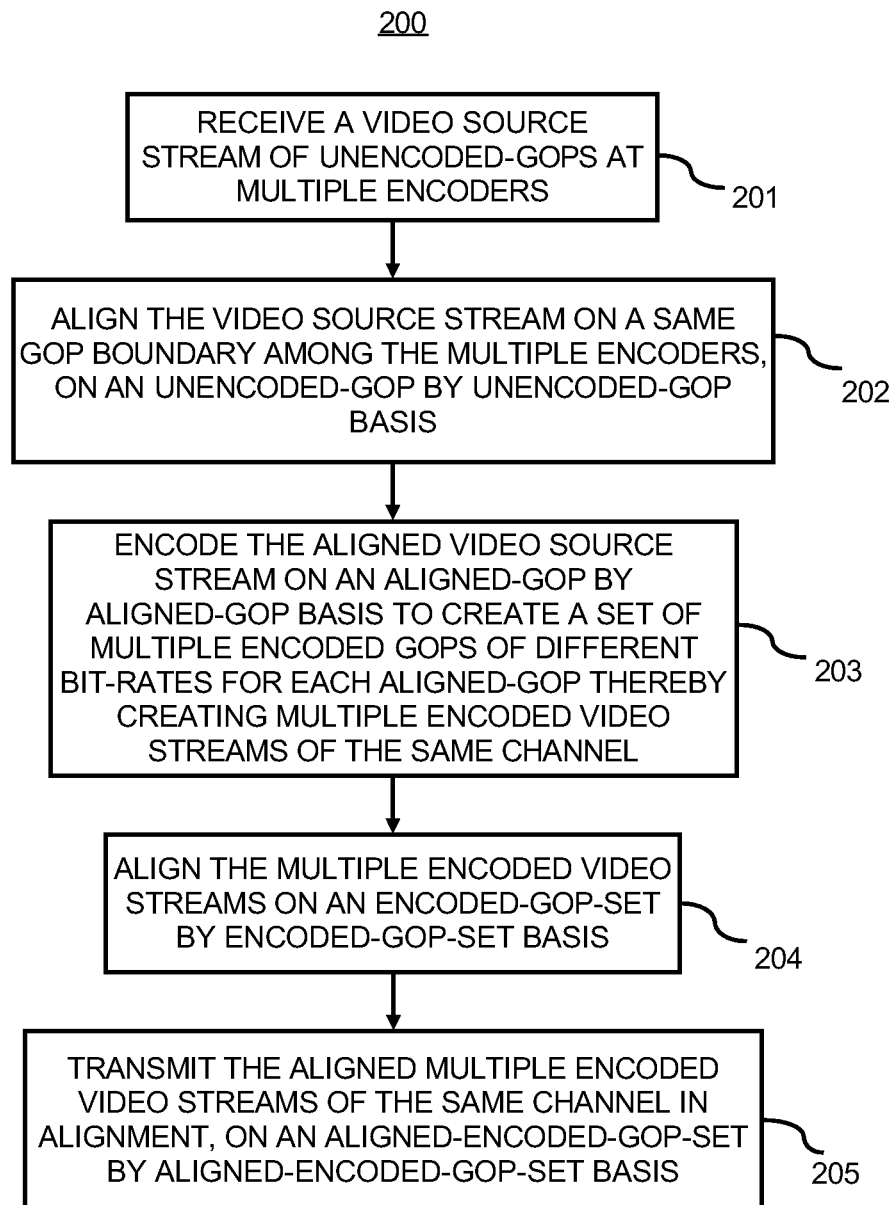 200
RECEIVE A VIDEO SOURCE
STREAM OF UNENCODED-GOPS AT
MULTIPLE ENCODERS
201
ALIGN THE VIDEO SOURCE STREAM ON A SAME
GOP BOUNDARY AMONG THE MULTIPLE ENCODERS,
ON AN UNENCODED-GOP BY UNENCODED-GOP
BASIS
202
ENCODE THE ALIGNED VIDEO SOURCE
STREAM ON AN ALIGNED-GOP BY
ALIGNED-GOP BASIS TO CREATE A SET OF
MULTIPLE ENCODED GOPS OF DIFFERENT
BIT-RATES FOR EACH ALIGNED-GOP THEREBY
CREATING MULTIPLE ENCODED VIDEO
STREAMS OF THE SAME CHANNEL
203
ALIGN THE MULTIPLE ENCODED VIDEO
STREAMS ON AN ENCODED-GOP-SET
BY ENCODED-GOP-SET BASIS
204
TRANSMIT THE ALIGNED MULTIPLE ENCODED
VIDEO STREAMS OF THE SAME CHANNEL IN
ALIGNMENT, ON AN ALIGNED-ENCODED-GOP-SET
BY ALIGNED-ENCODED-GOP-SET BASIS
205